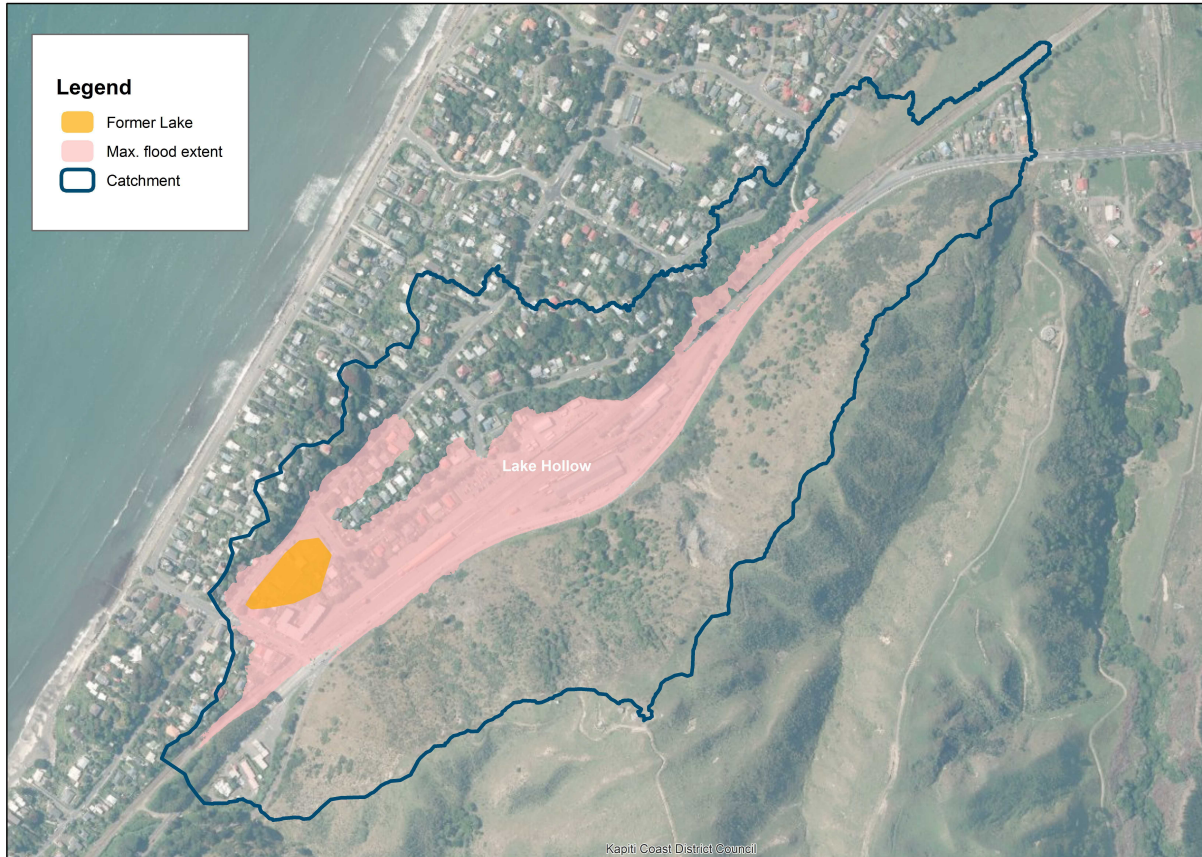 Legend
Former Lake
Max. flood extent
Catchment
Lake Hollow
Kapiti Coast District Council